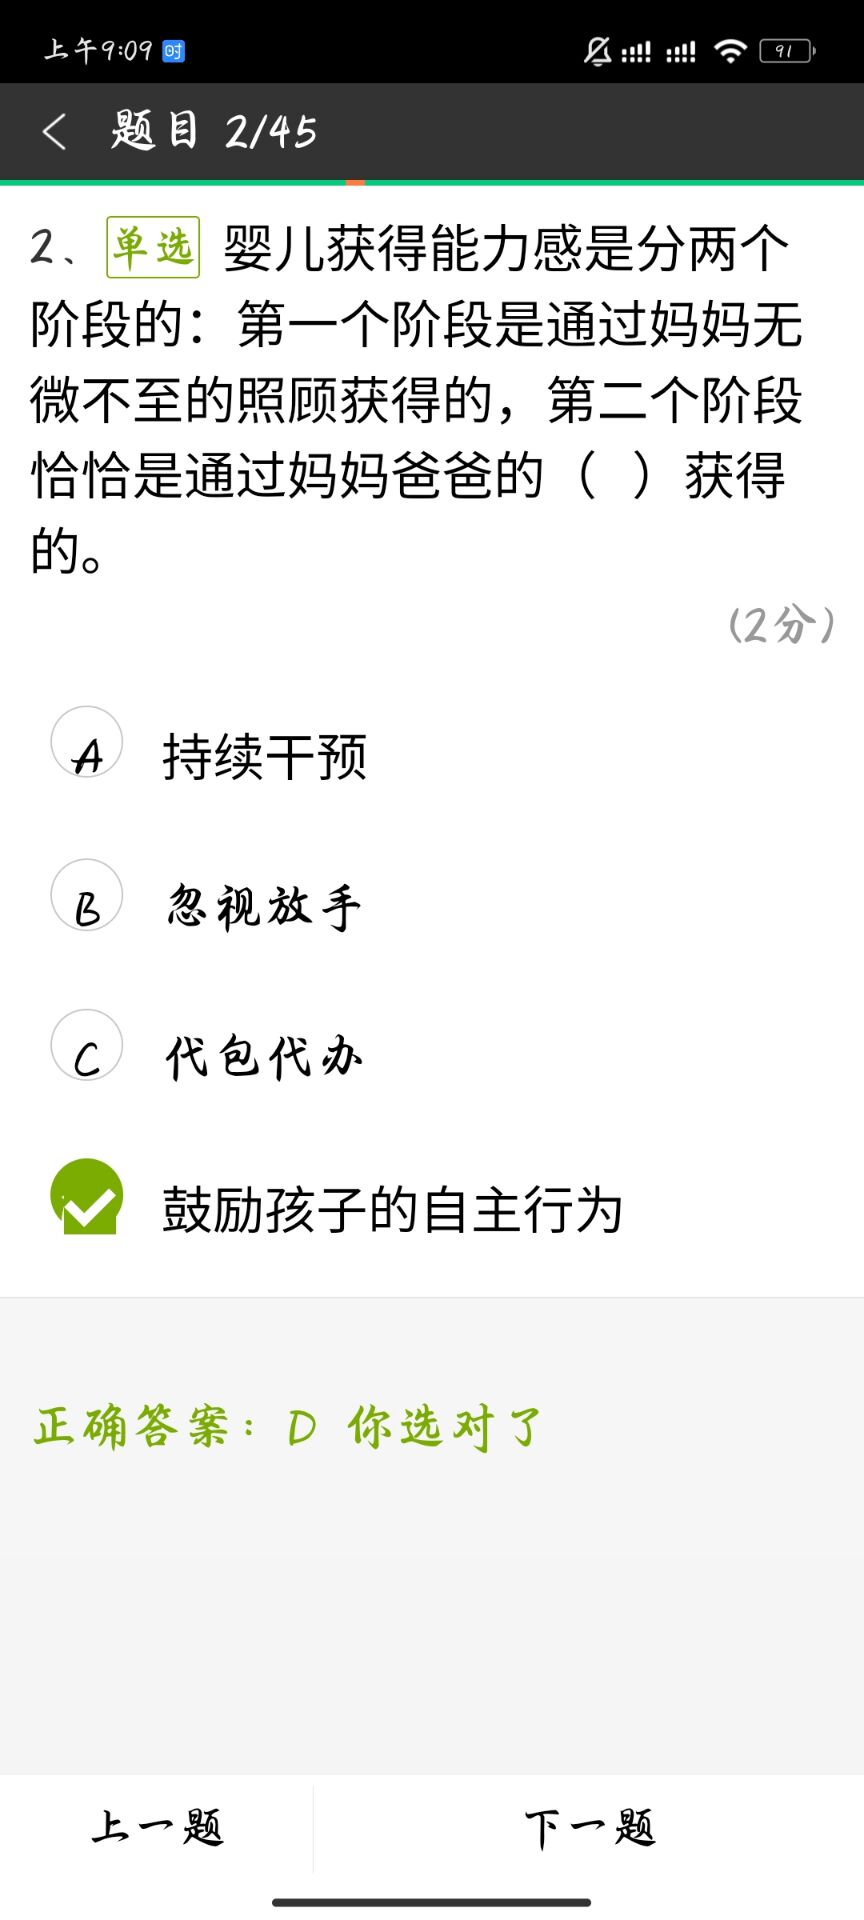 上午9:09 时 91
题目 2/45
2、单选 婴儿获得能力感是分两个
阶段的：第一个阶段是通过妈妈无
微不至的照顾获得的，第二个阶段
恰恰是通过妈妈爸爸的（ ）获得
的。
(2分)
A 持续干预
B 忽视放手
C 代包代办
鼓励孩子的自主行为
正确答案：D 你选对了
上一题 下一题